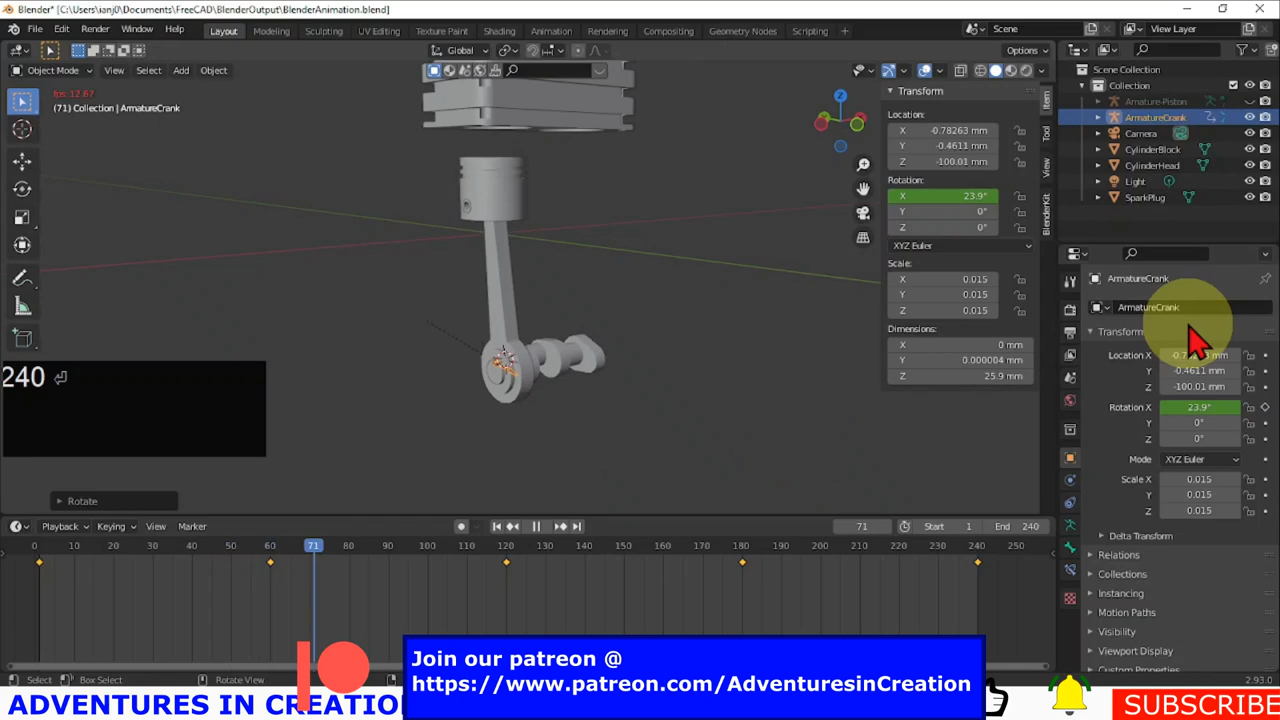 Blender* [C:\Users\ianj0\Documents\FreeCAD\BlenderOutput\BlenderAnimation.blend]
File Edit Render Window Help Layout Modeling Sculpting UV Editing Texture Paint Shading Animation Rendering Compositing Geometry Nodes Scripting + Scene View Layer
Global Options
Object Mode View Select Add Object
fps: 12.67
(71) Collection | ArmatureCrank
Z
Transform
Location:
X -0.78263 mm
Y -0.4611 mm
Z -100.01 mm
Rotation:
X 23.9°
Y 0°
Z 0°
XYZ Euler
Scale:
X 0.015
Y 0.015
Z 0.015
Dimensions:
X 0 mm
Y 0.000004 mm
Z 25.9 mm
Item
Tool
View
BlenderKit
Scene Collection
Collection
Armature-Piston
ArmatureCrank
Camera
CylinderBlock
CylinderHead
Light
SparkPlug
ArmatureCrank
ArmatureCrank
Transform
Location X
Y -0.4611 mm
Z -100.01 mm
Rotation X 23.9°
Y 0°
Z 0°
Mode XYZ Euler
Scale X 0.015
Y 0.015
Z 0.015
Delta Transform
Relations
Collections
Instancing
Motion Paths
Visibility
Viewport Display
Custom Properties
240 ⏎
Rotate
Playback Keying View Marker 71 Start 1 End 240
0 10 20 30 40 50 60 71 80 90 100 110 120 130 140 150 160 170 180 190 200 210 220 230 240 250
Select Box Select Rotate View 2.93.0
Join our patreon @
https://www.patreon.com/AdventuresinCreation
ADVENTURES IN CREATIO
SUBSCRIBE